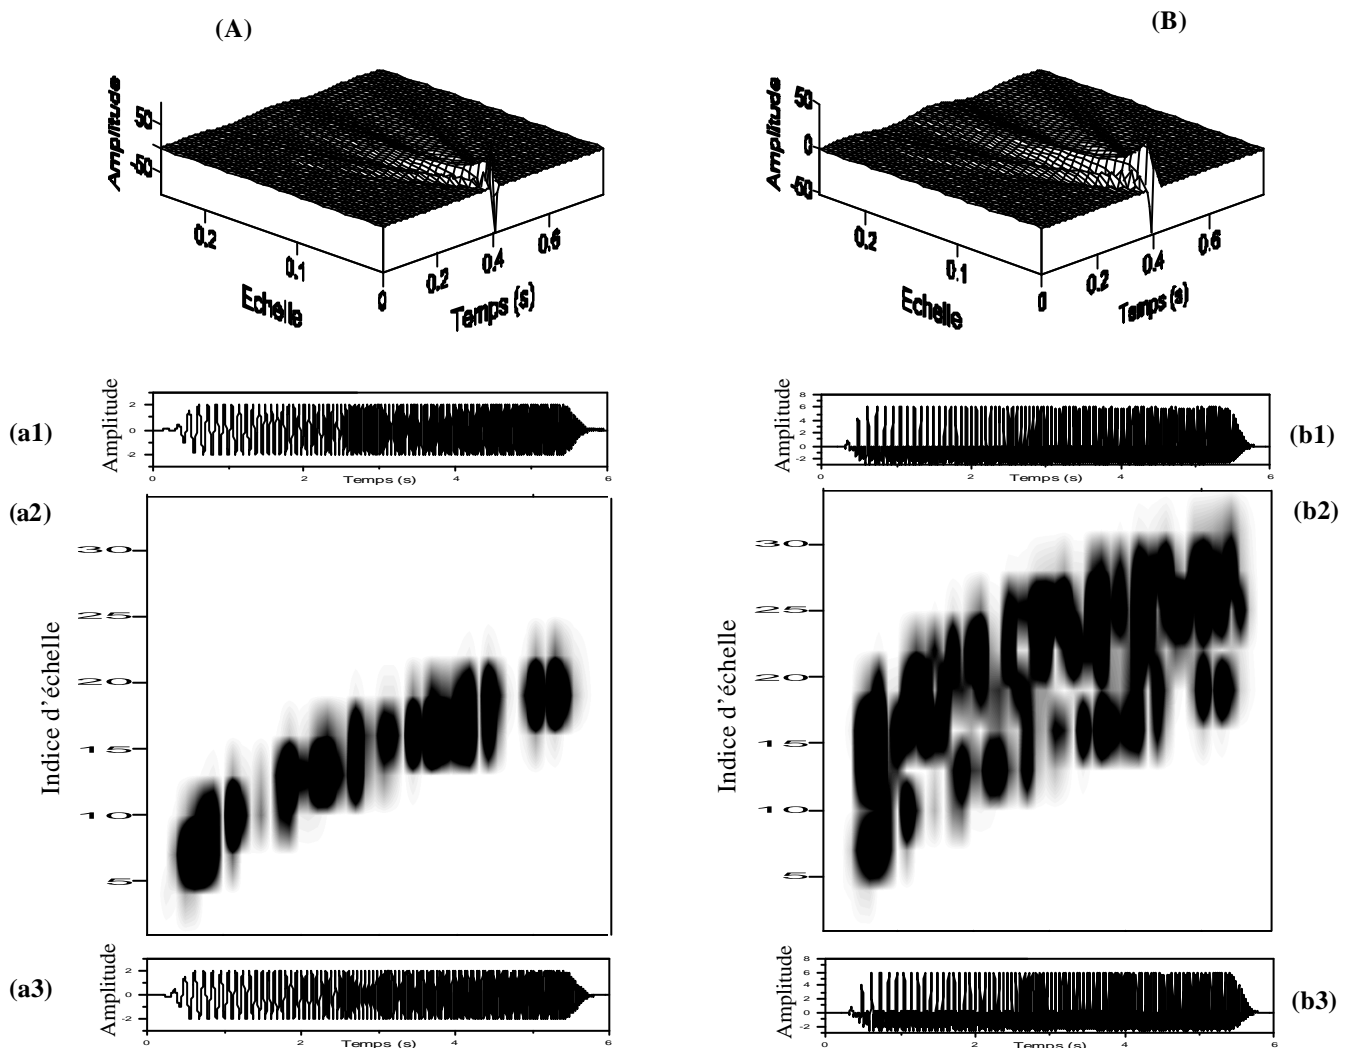 (A)
(B)
Amplitude
50
-50
0.2
0.1
0
0.2
0.4
0.6
Echelle
Temps (s)
Amplitude
50
0
-50
0.2
0.1
0
0.2
0.4
0.6
Echelle
Temps (s)
(a1)
Amplitude
2
0
-2
0
2
4
6
Temps (s)
(b1)
Amplitude
8
6
4
2
0
-2
0
2
4
6
Temps (s)
(a2)
Indice d'échelle
30
25
20
15
10
5
(b2)
Indice d'échelle
30
25
20
15
10
5
(a3)
Amplitude
2
0
-2
0
2
4
6
Temps (s)
(b3)
Amplitude
8
6
4
2
0
-2
0
2
4
6
Temps (s)